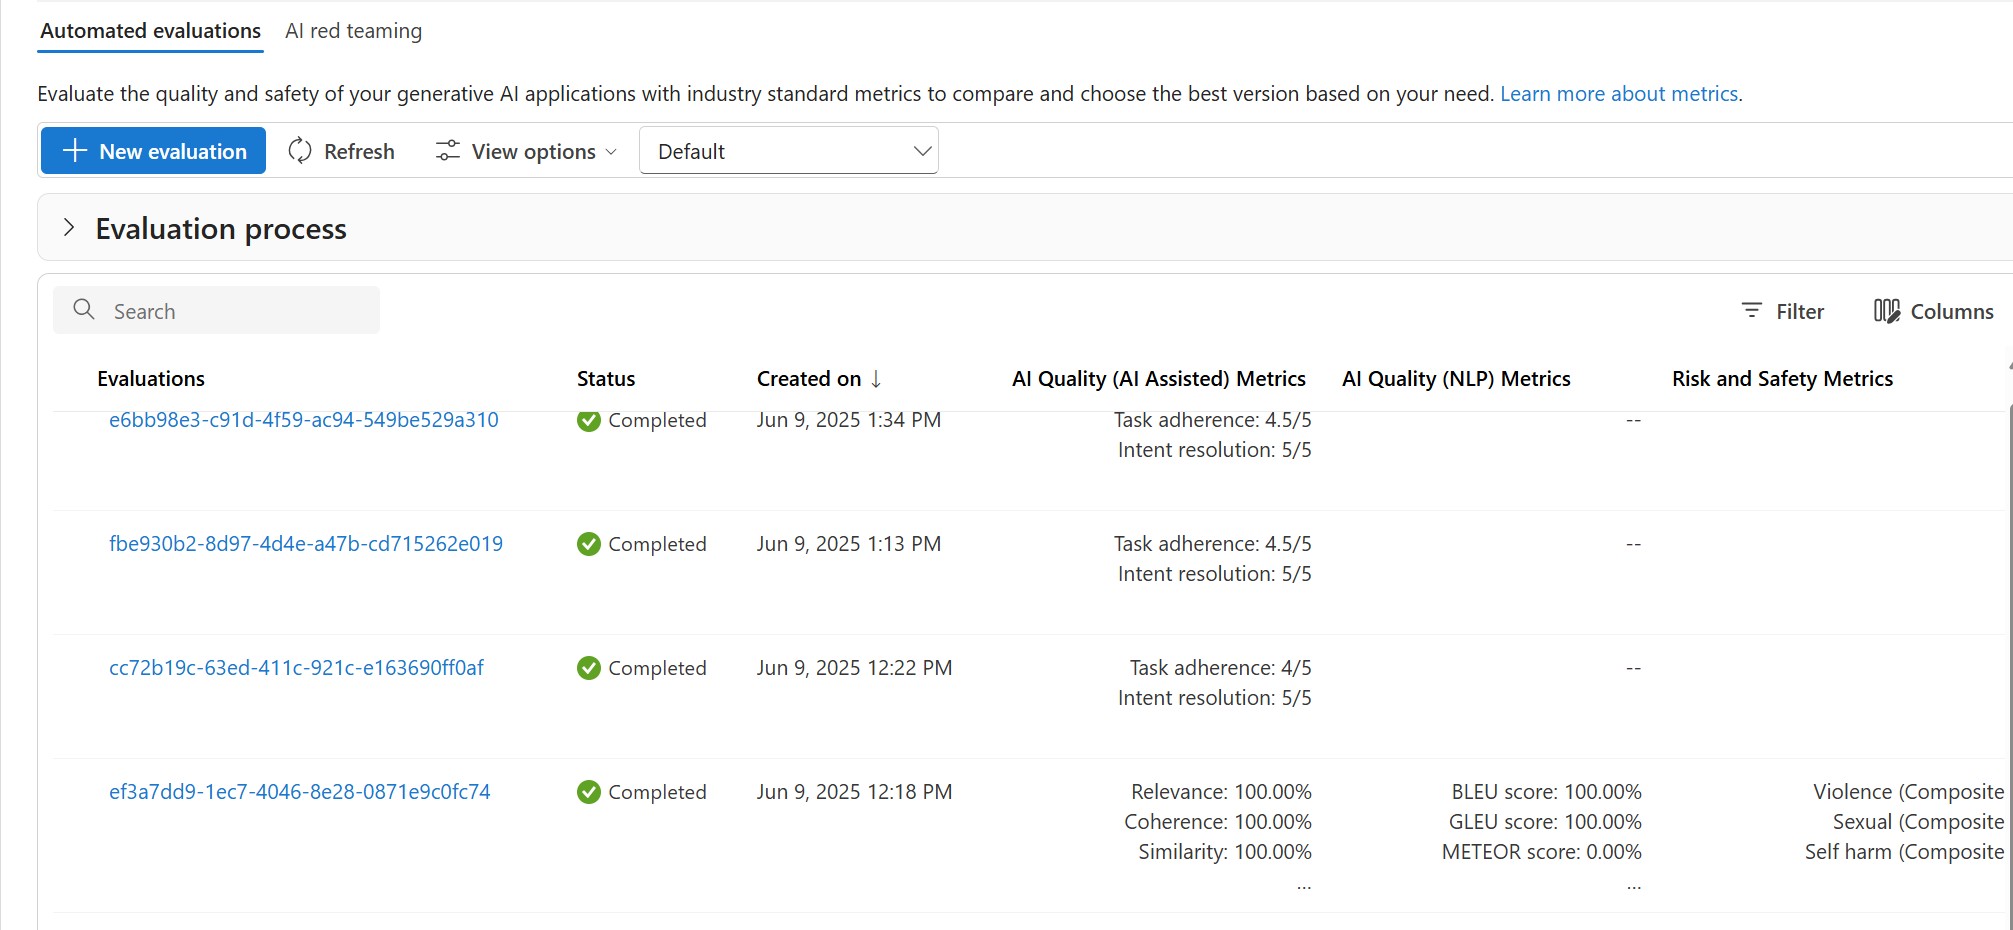 Automated evaluations AI red teaming
Evaluate the quality and safety of your generative AI applications with industry standard metrics to compare and choose the best version based on your need. Learn more about metrics.
New evaluation Refresh View options Default
Evaluation process
Search Filter Columns
Evaluations Status Created on ↓ AI Quality (AI Assisted) Metrics AI Quality (NLP) Metrics Risk and Safety Metrics
e6bb98e3-c91d-4f59-ac94-549be529a310 Completed Jun 9, 2025 1:34 PM Task adherence: 4.5/5 --
Intent resolution: 5/5
fbe930b2-8d97-4d4e-a47b-cd715262e019 Completed Jun 9, 2025 1:13 PM Task adherence: 4.5/5 --
Intent resolution: 5/5
cc72b19c-63ed-411c-921c-e163690ff0af Completed Jun 9, 2025 12:22 PM Task adherence: 4/5 --
Intent resolution: 5/5
ef3a7dd9-1ec7-4046-8e28-0871e9c0fc74 Completed Jun 9, 2025 12:18 PM Relevance: 100.00% BLEU score: 100.00% Violence (Composite
Coherence: 100.00% GLEU score: 100.00% Sexual (Composite
Similarity: 100.00% METEOR score: 0.00% Self harm (Composite
... ...